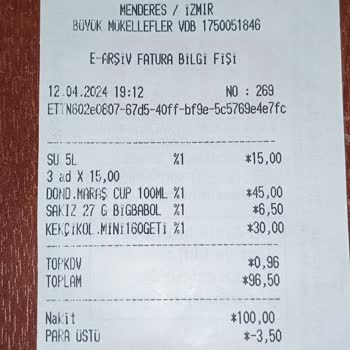 MENDERES / İZMİR
BÜYÜK MÜKELLEFLER VDB 1750051846
E-ARŞİV FATURA BİLGİ FİŞİ
12.04.2024 19:12 NO : 269
ETTN602e0807-67d5-40ff-bf9e-5c5769e4e7fc
SU 5L %1 *15,00
3 ad X 15,00
DOND.MARAŞ CUP 100ML %1 *45,00
SAKIZ 27 G BİGBABOL %1 *6,50
KEKÇİKOL.MİNİ160GETİ %1 *30,00
TOPKDV *0,96
TOPLAM *96,50
Nakit *100,00
PARA ÜSTÜ *-3,50